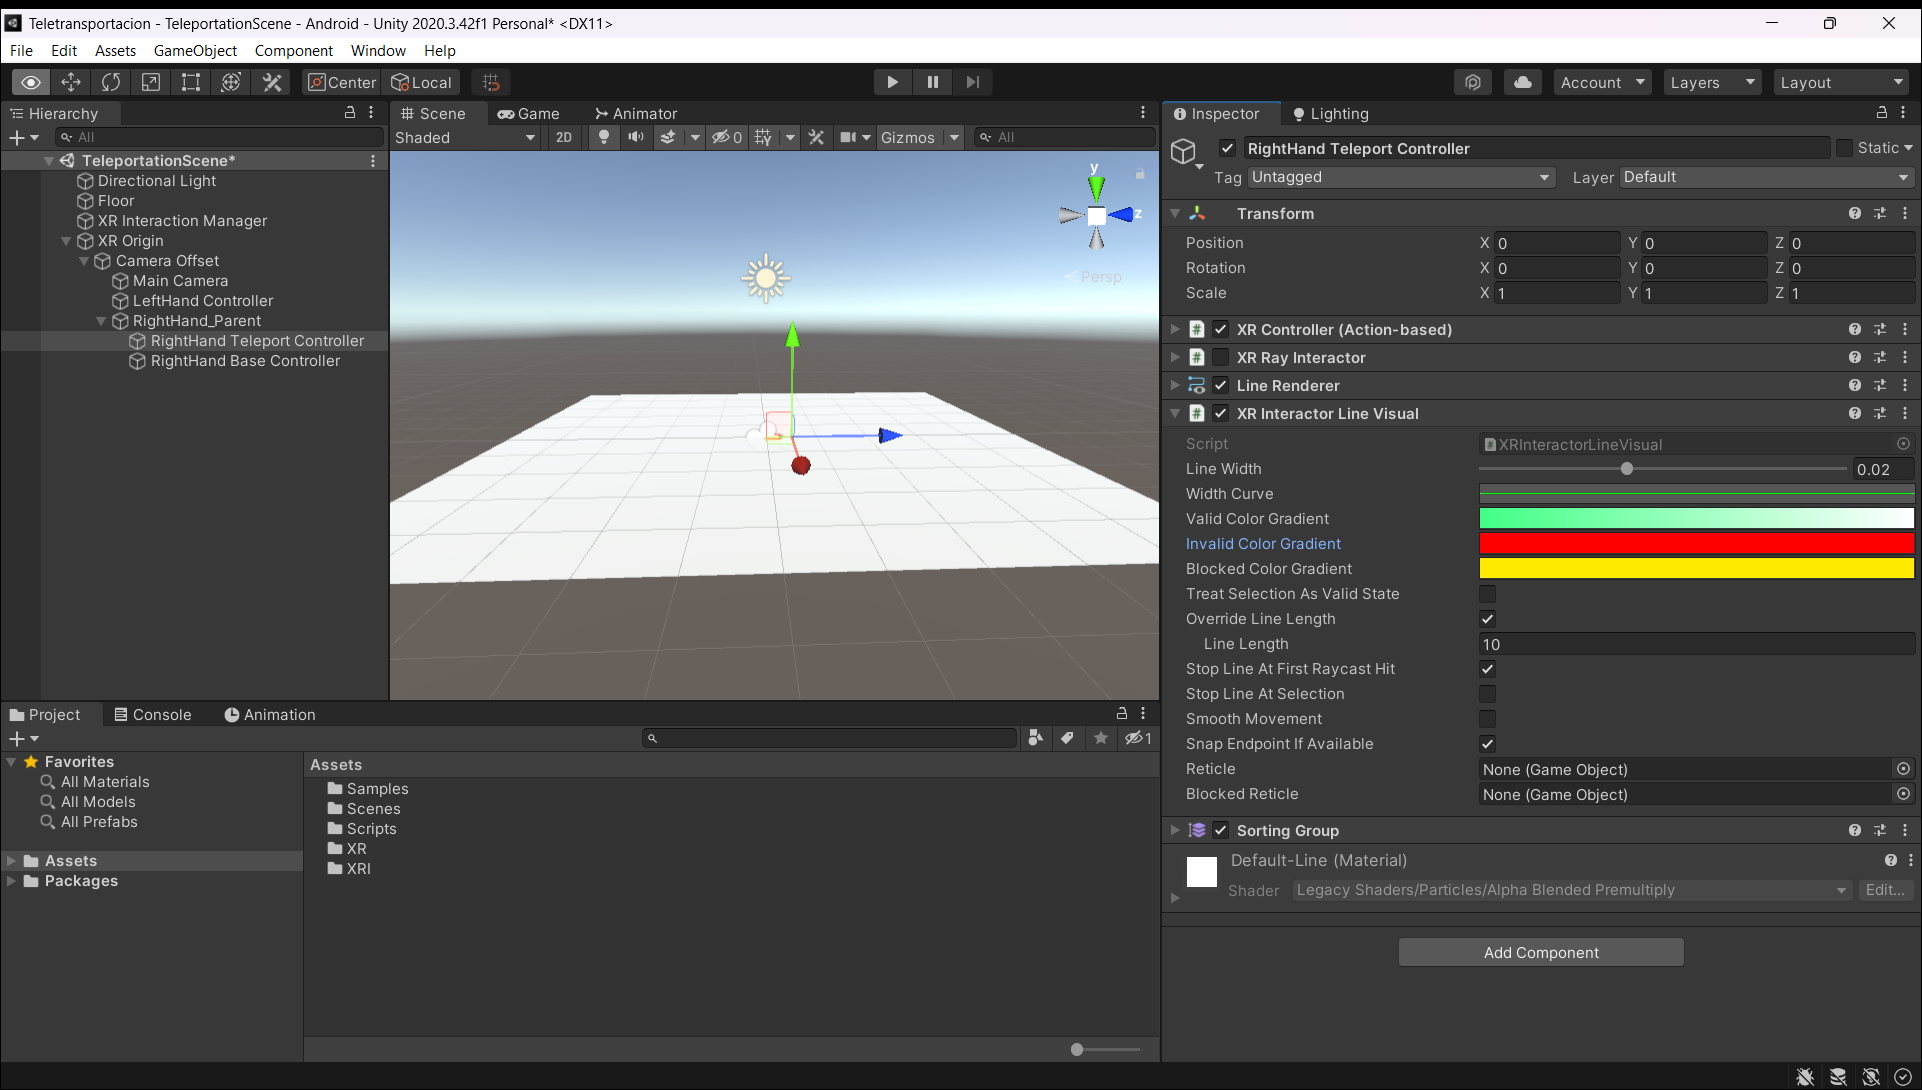 Teletransportacion - TeleportationScene - Android - Unity 2020.3.42f1 Personal* <DX11>
File Edit Assets GameObject Component Window Help
Center Local Account Layers Layout
Hierarchy
All
TeleportationScene*
Directional Light
Floor
XR Interaction Manager
XR Origin
Camera Offset
Main Camera
LeftHand Controller
RightHand_Parent
RightHand Teleport Controller
RightHand Base Controller
Scene Game Animator
Shaded 2D 0 Gizmos All
y
z
Persp
Inspector Lighting
RightHand Teleport Controller Static
Tag Untagged Layer Default
Transform
Position X 0 Y 0 Z 0
Rotation X 0 Y 0 Z 0
Scale X 1 Y 1 Z 1
XR Controller (Action-based)
XR Ray Interactor
Line Renderer
XR Interactor Line Visual
Script XRInteractorLineVisual
Line Width 0.02
Width Curve
Valid Color Gradient
Invalid Color Gradient
Blocked Color Gradient
Treat Selection As Valid State
Override Line Length
Line Length 10
Stop Line At First Raycast Hit
Stop Line At Selection
Smooth Movement
Snap Endpoint If Available
Reticle None (Game Object)
Blocked Reticle None (Game Object)
Sorting Group
Default-Line (Material)
Shader Legacy Shaders/Particles/Alpha Blended Premultiply Edit...
Add Component
Project Console Animation
1
Favorites
All Materials
All Models
All Prefabs
Assets
Packages
Assets
Samples
Scenes
Scripts
XR
XRI